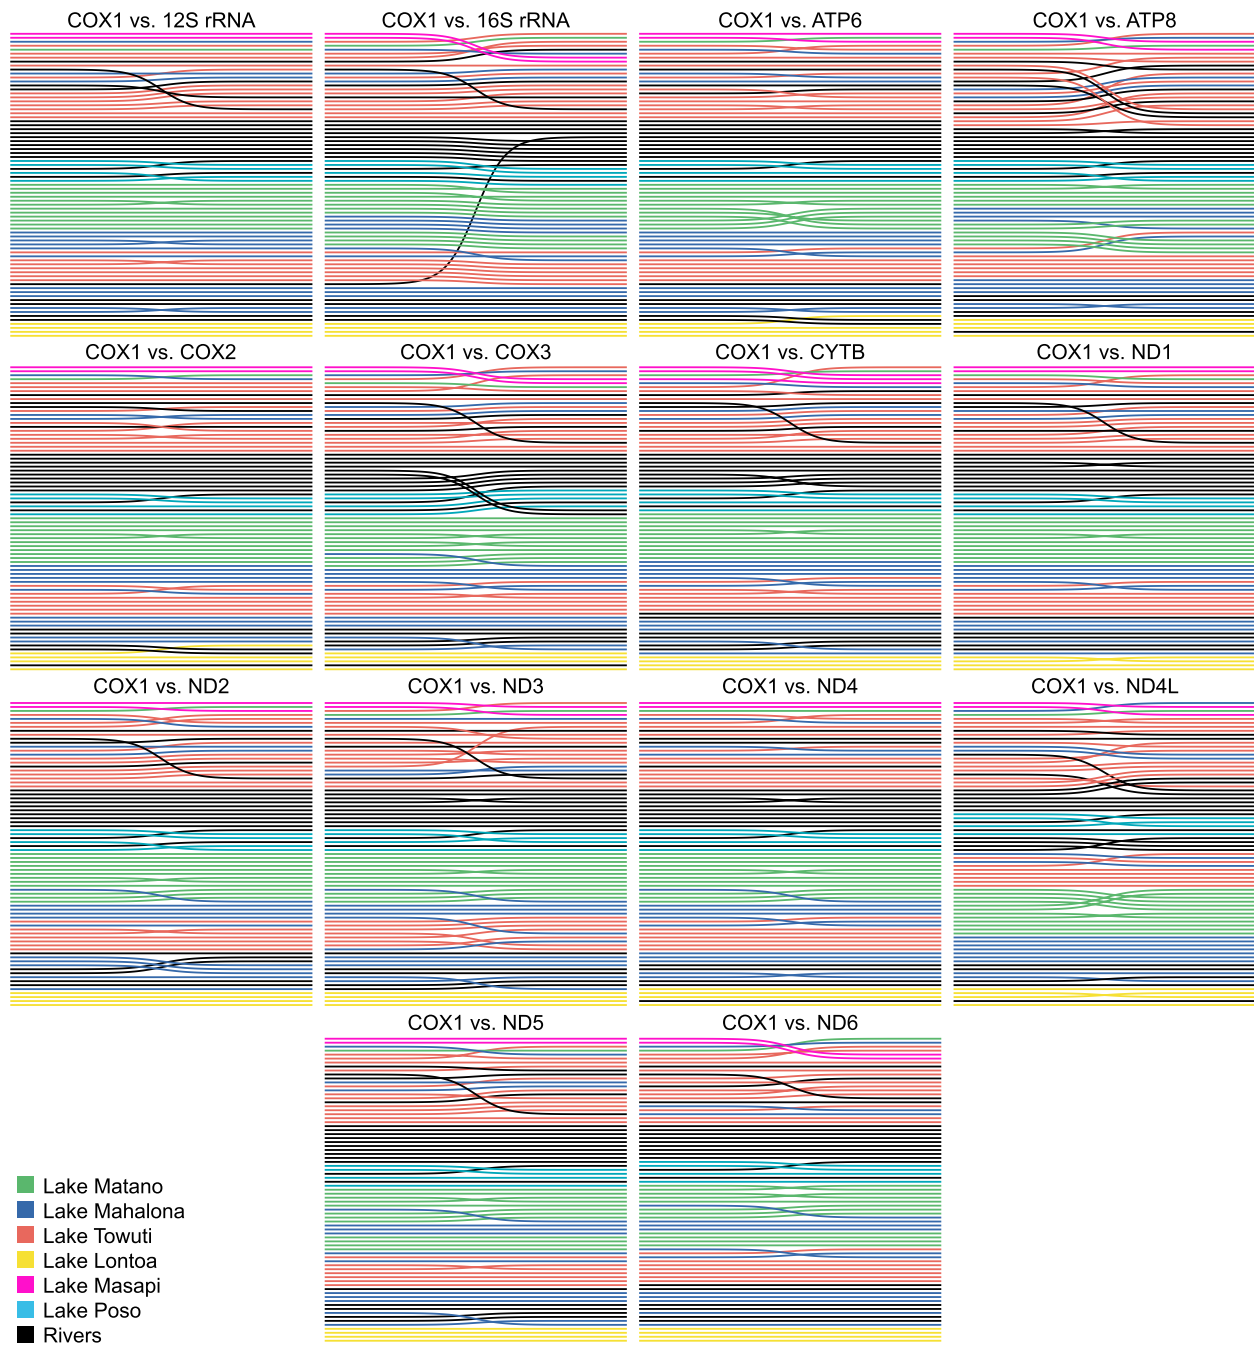 COX1 vs. 12S rRNA
COX1 vs. 16S rRNA
COX1 vs. ATP6
COX1 vs. ATP8
COX1 vs. COX2
COX1 vs. COX3
COX1 vs. CYTB
COX1 vs. ND1
COX1 vs. ND2
COX1 vs. ND3
COX1 vs. ND4
COX1 vs. ND4L
COX1 vs. ND5
COX1 vs. ND6
Lake Matano
Lake Mahalona
Lake Towuti
Lake Lontoa
Lake Masapi
Lake Poso
Rivers